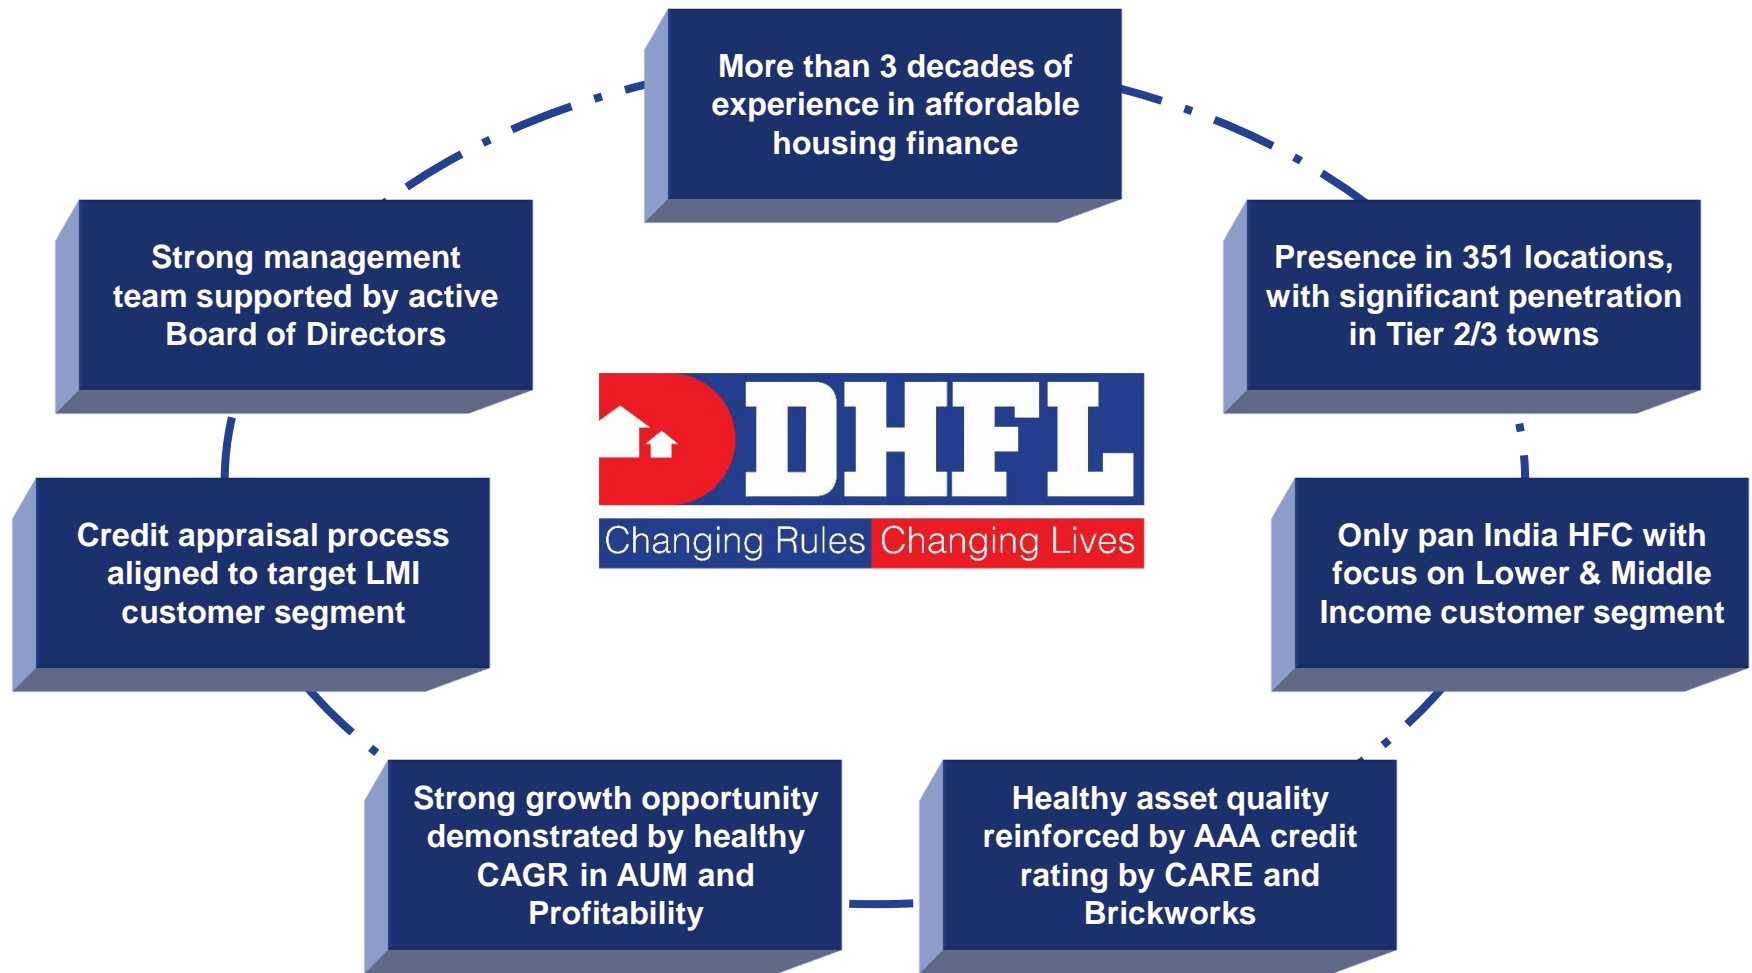 More than 3 decades of
experience in affordable
housing finance
Strong management
team supported by active
Board of Directors
Presence in 351 locations,
with significant penetration
in Tier 2/3 towns
DHFL
Changing Rules Changing Lives
Credit appraisal process
aligned to target LMI
customer segment
Only pan India HFC with
focus on Lower & Middle
Income customer segment
Strong growth opportunity
demonstrated by healthy
CAGR in AUM and
Profitability
Healthy asset quality
reinforced by AAA credit
rating by CARE and
Brickworks